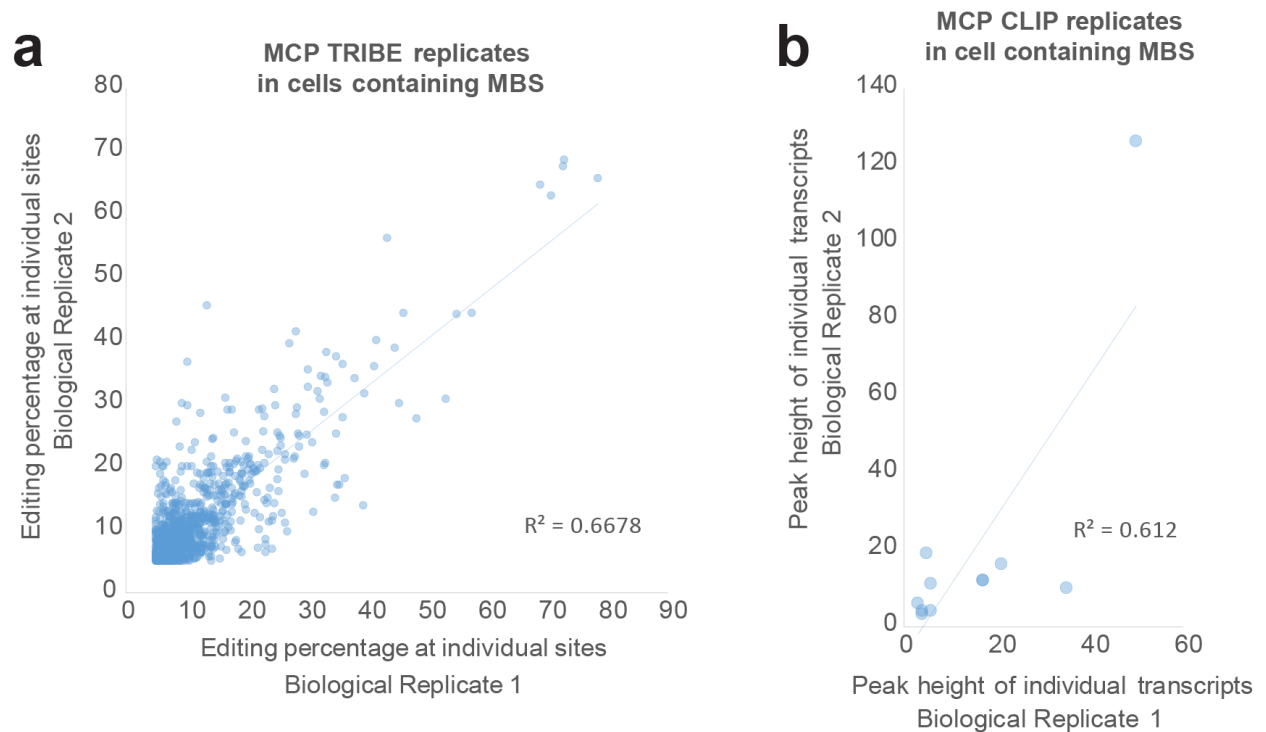 a
MCP TRIBE replicates
in cells containing MBS
80
70
60
50
40
30
20
10
0
0 10 20 30 40 50 60 70 80 90
Editing percentage at individual sites
Biological Replicate 2
R² = 0.6678
Editing percentage at individual sites
Biological Replicate 1
b
MCP CLIP replicates
in cell containing MBS
140
120
100
80
60
40
20
0
0 20 40 60
Peak height of individual transcripts
Biological Replicate 2
R² = 0.612
Peak height of individual transcripts
Biological Replicate 1